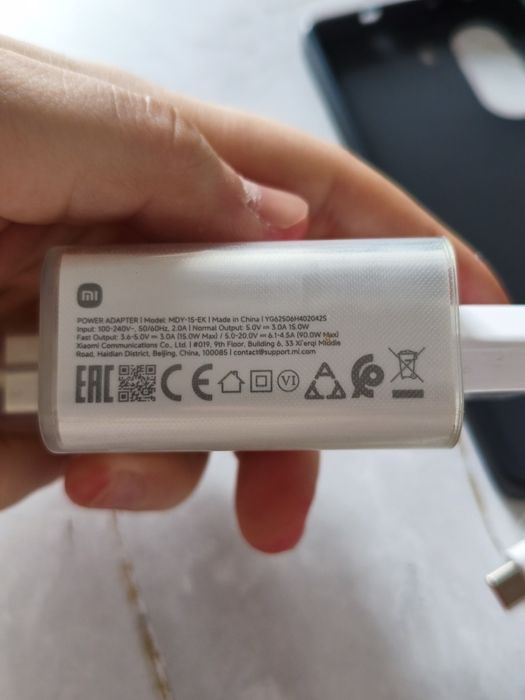 mi
POWER ADAPTER | Model: MDY-15-EK | Made in China | YG62506H402042S
Input: 100-240V~, 50/60Hz, 2.0A | Normal Output: 5.0V⎓3.0A 15.0W
Fast Output: 3.6-5.0V⎓3.0A (15.0W Max) / 5.0-20.0V⎓6.1-4.5A (90.0W Max)
Xiaomi Communications Co., Ltd. | #019, 9th Floor, Building 6, 33 Xi'erqi Middle
Road, Haidian District, Beijing, China, 100085 | contact@support.mi.com
EAC CE VI